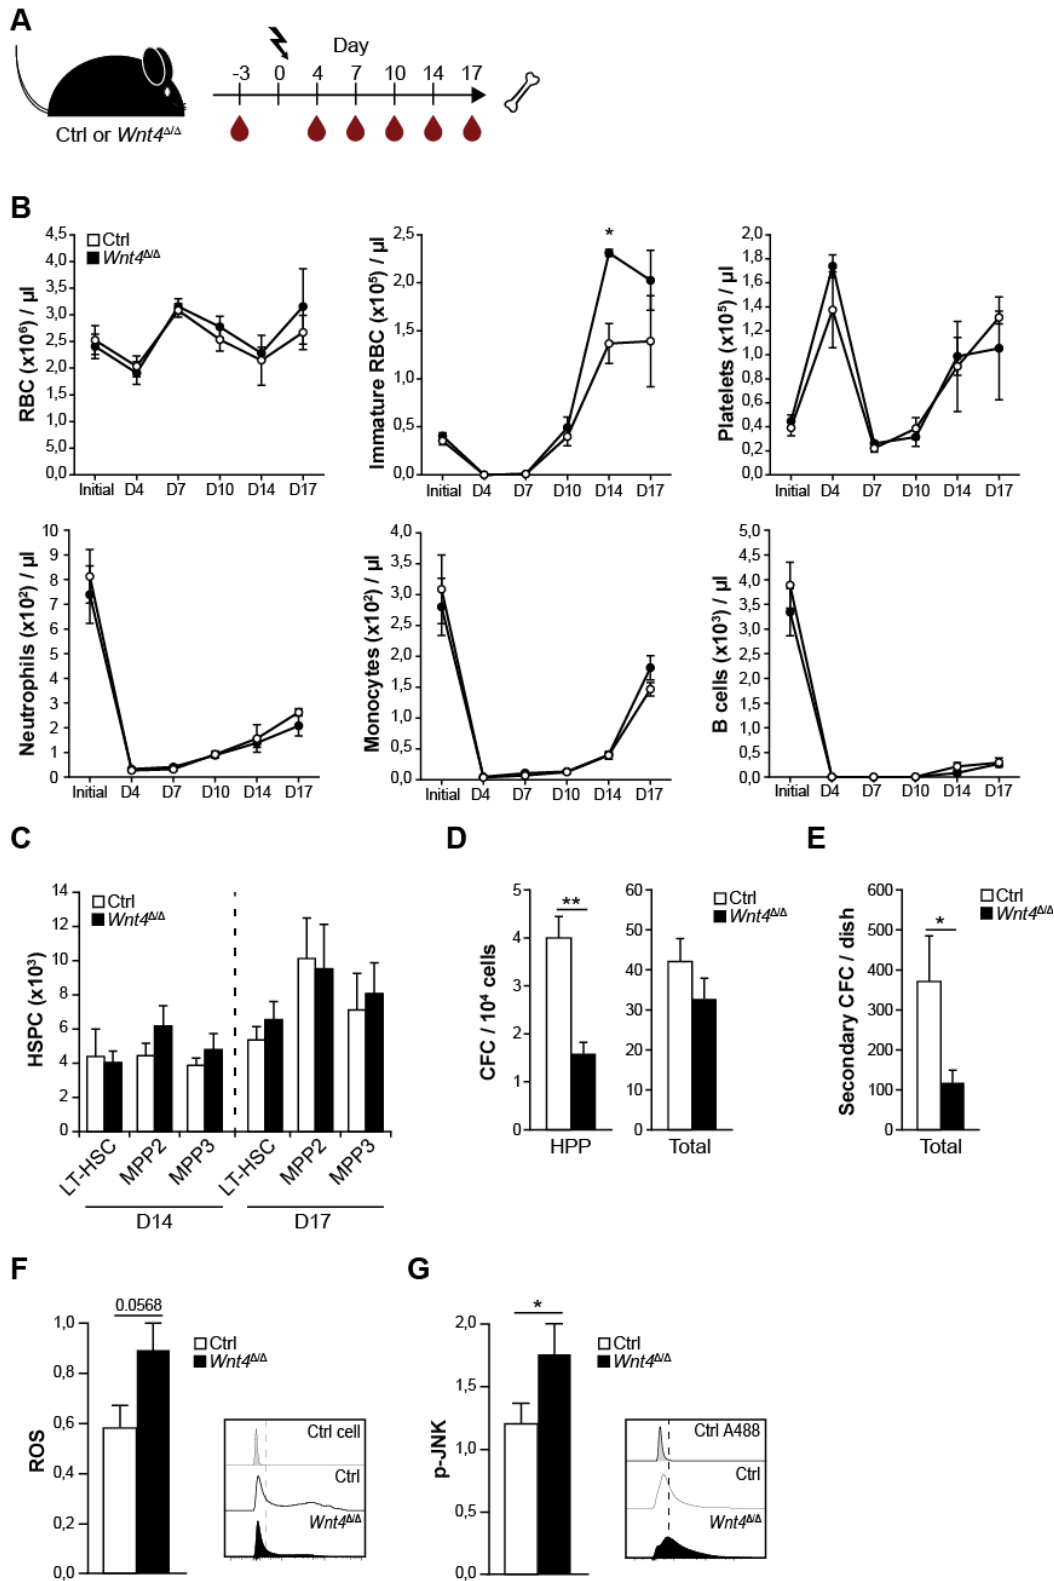 A
Day
-3 0 4 7 10 14 17
Ctrl or Wnt4Δ/Δ
B
RBC (x10⁶) / µl
4,5
4,0
3,5
3,0
2,5
2,0
1,5
1,0
5,0
0,0
Ctrl
Wnt4Δ/Δ
Initial D4 D7 D10 D14 D17
Immature RBC (x10⁵) / µl
2,5
2,0
1,5
1,0
0,5
0,0
*
Initial D4 D7 D10 D14 D17
Platelets (x10⁵) / µl
2,0
1,8
1,6
1,4
1,2
1,0
0,8
0,6
0,4
0,2
0,0
Initial D4 D7 D10 D14 D17
Neutrophils (x10²) / µl
10
9
8
7
6
5
4
3
2
1
0
Initial D4 D7 D10 D14 D17
Monocytes (x10²) / µl
4,0
3,5
3,0
2,5
2,0
1,5
1,0
0,5
0,0
Initial D4 D7 D10 D14 D17
B cells (x10³) / µl
5,0
4,5
4,0
3,5
3,0
5,0
2,5
2,0
1,5
1,0
0,5
0,0
Initial D4 D7 D10 D14 D17
C
HSPC (x10³)
14
12
10
8
6
4
2
0
Ctrl
Wnt4Δ/Δ
LT-HSC MPP2 MPP3 LT-HSC MPP2 MPP3
D14 D17
D
CFC / 10⁴ cells
5
4
3
2
1
0
**
HPP
60
50
40
30
20
10
0
Total
Ctrl
Wnt4Δ/Δ
E
Secondary CFC / dish
600
500
400
300
200
100
0
*
Total
Ctrl
Wnt4Δ/Δ
F
ROS
1,0
0,8
0,6
0,4
0,2
0,0
0.0568
Ctrl
Wnt4Δ/Δ
Ctrl cell
Ctrl
Wnt4Δ/Δ
G
p-JNK
2,0
1,5
1,0
0,5
0,0
*
Ctrl
Wnt4Δ/Δ
Ctrl A488
Ctrl
Wnt4Δ/Δ